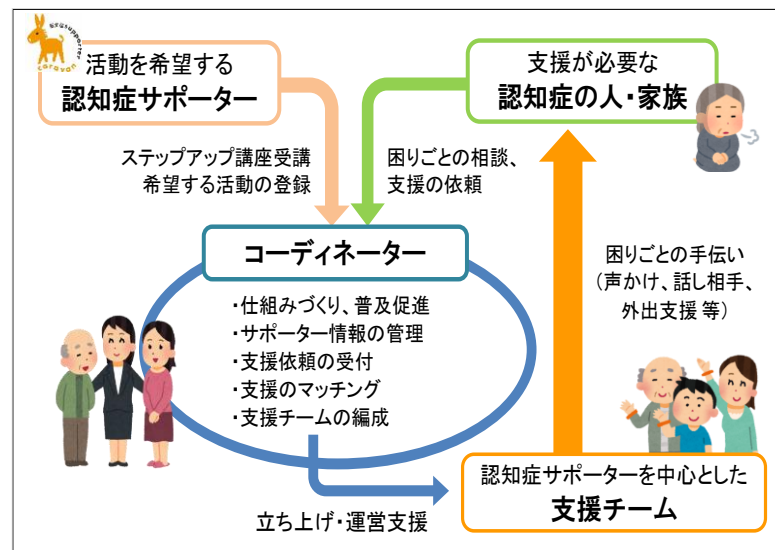 supporter
caravan
活動を希望する
認知症サポーター
支援が必要な
認知症の人・家族
ステップアップ講座受講
希望する活動の登録
困りごとの相談、
支援の依頼
コーディネーター
・仕組みづくり、普及促進
・サポーター情報の管理
・支援依頼の受付
・支援のマッチング
・支援チームの編成
困りごとの手伝い
（声かけ、話し相手、
外出支援 等）
立ち上げ・運営支援
認知症サポーターを中心とした
支援チーム